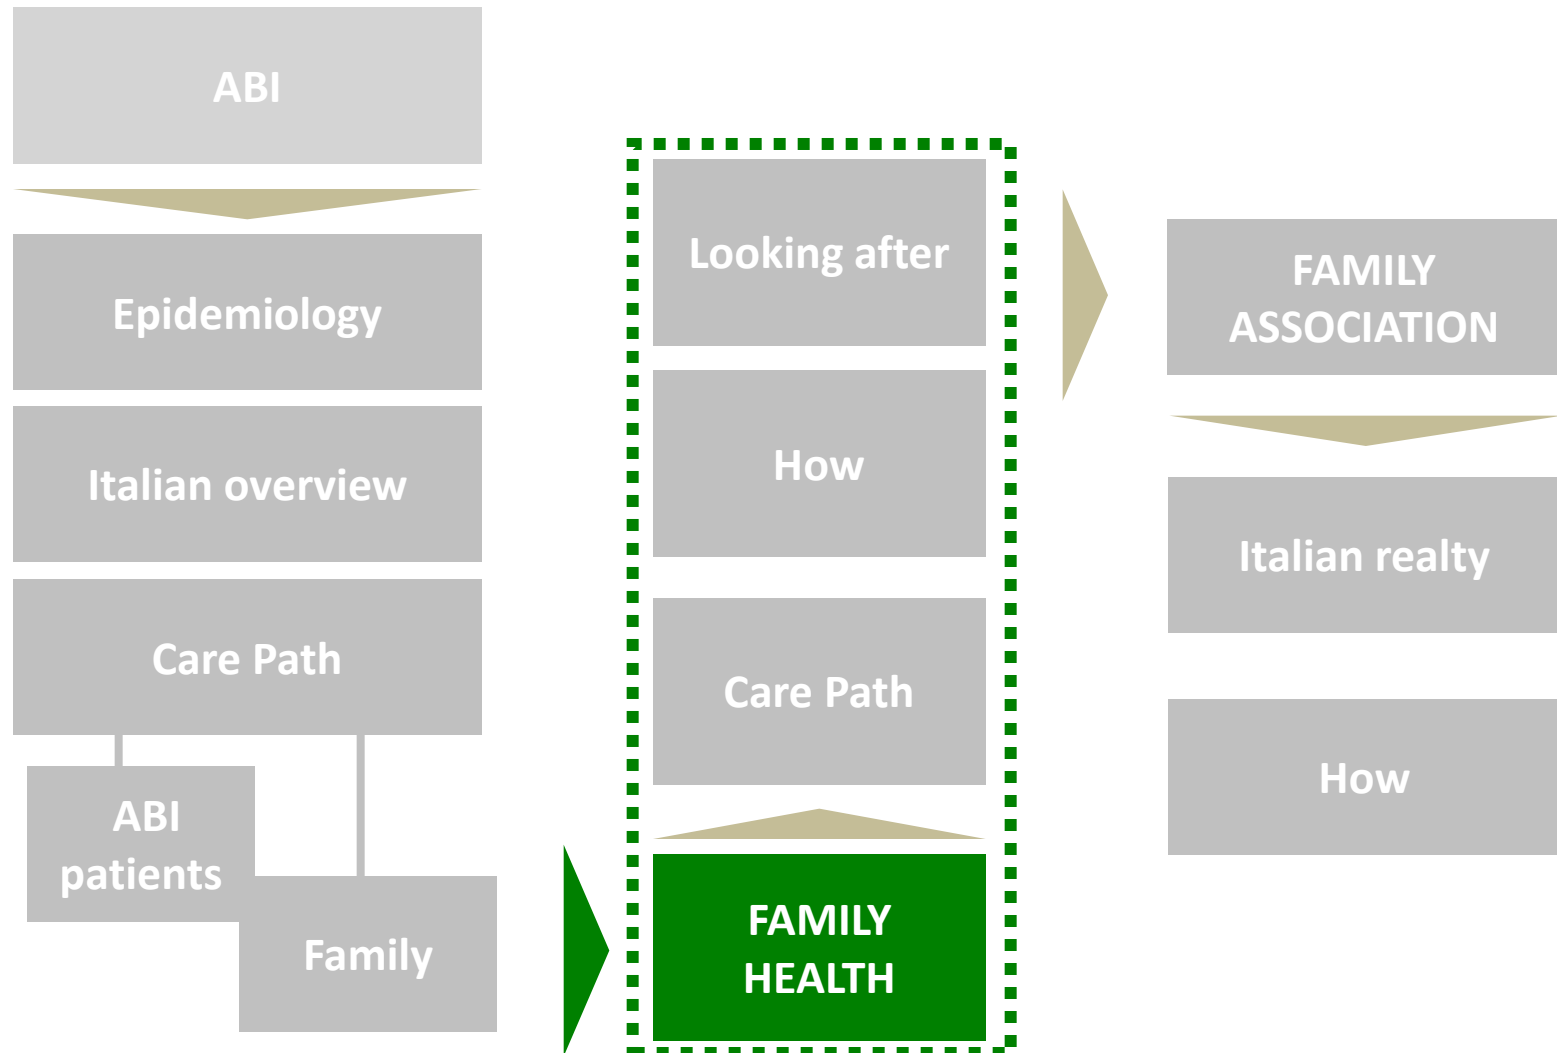 ABI
Epidemiology
Italian overview
Care Path
ABI
patients
Family
Looking after
How
Care Path
FAMILY
HEALTH
FAMILY
ASSOCIATION
Italian realty
How